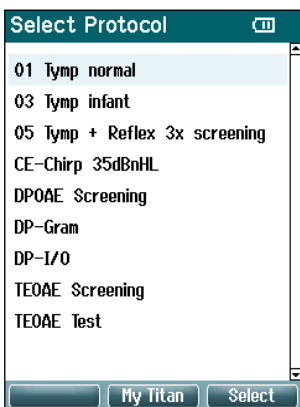 Select Protocol
01 Tymp normal
03 Tymp infant
05 Tymp + Reflex 3x screening
CE-Chirp 35dBnHL
DPOAE Screening
DP-Gram
DP-I/O
TEOAE Screening
TEOAE Test
My Titan Select